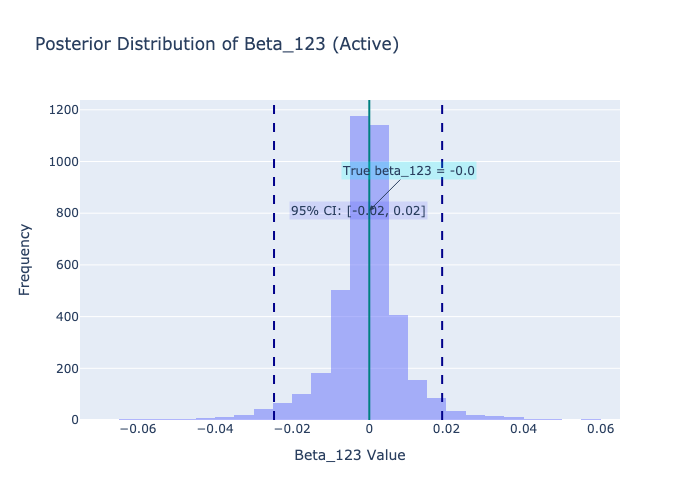 Posterior Distribution of Beta_123 (Active)
1200
1000
800
600
400
200
0
Frequency
True beta_123 = -0.0
95% CI: [-0.02, 0.02]
−0.06
−0.04
−0.02
0
0.02
0.04
0.06
Beta_123 Value